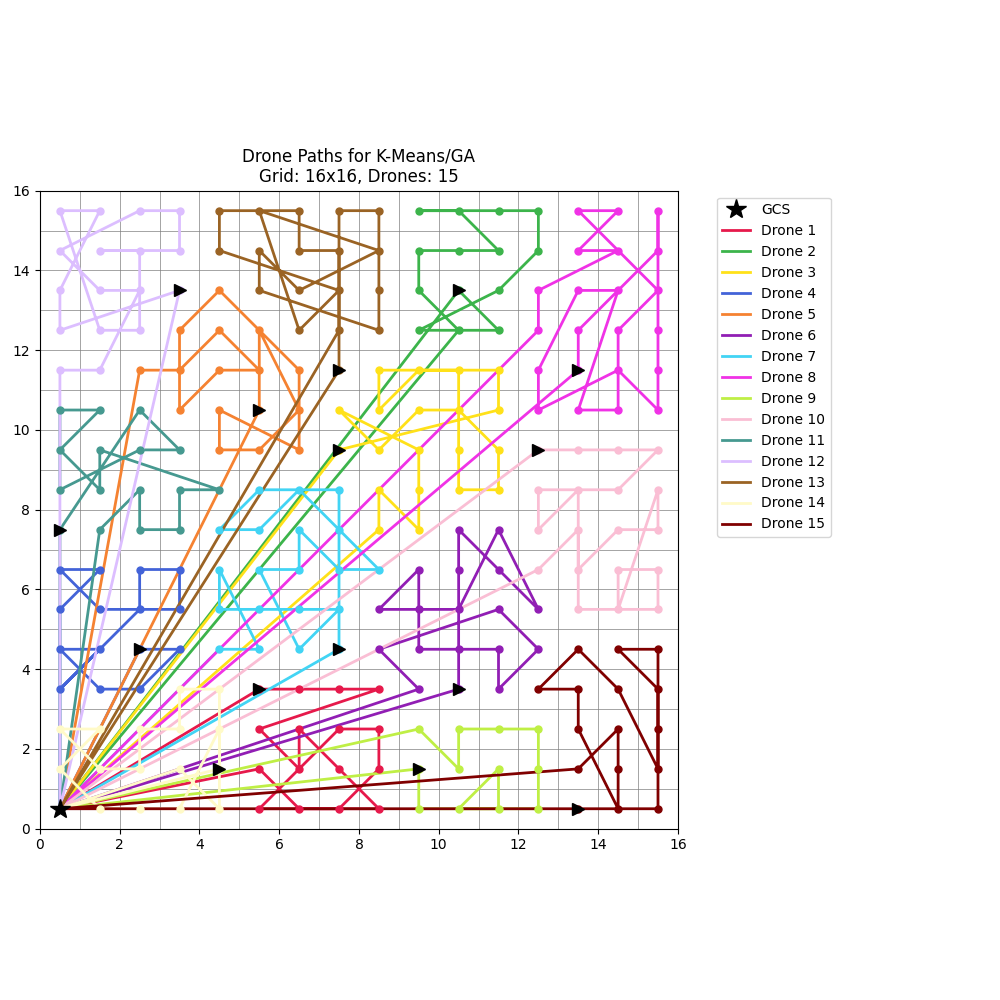 Drone Paths for K-Means/GA
Grid: 16x16, Drones: 15
16
14
12
10
8
6
4
2
0
0 2 4 6 8 10 12 14 16
GCS
Drone 1
Drone 2
Drone 3
Drone 4
Drone 5
Drone 6
Drone 7
Drone 8
Drone 9
Drone 10
Drone 11
Drone 12
Drone 13
Drone 14
Drone 15